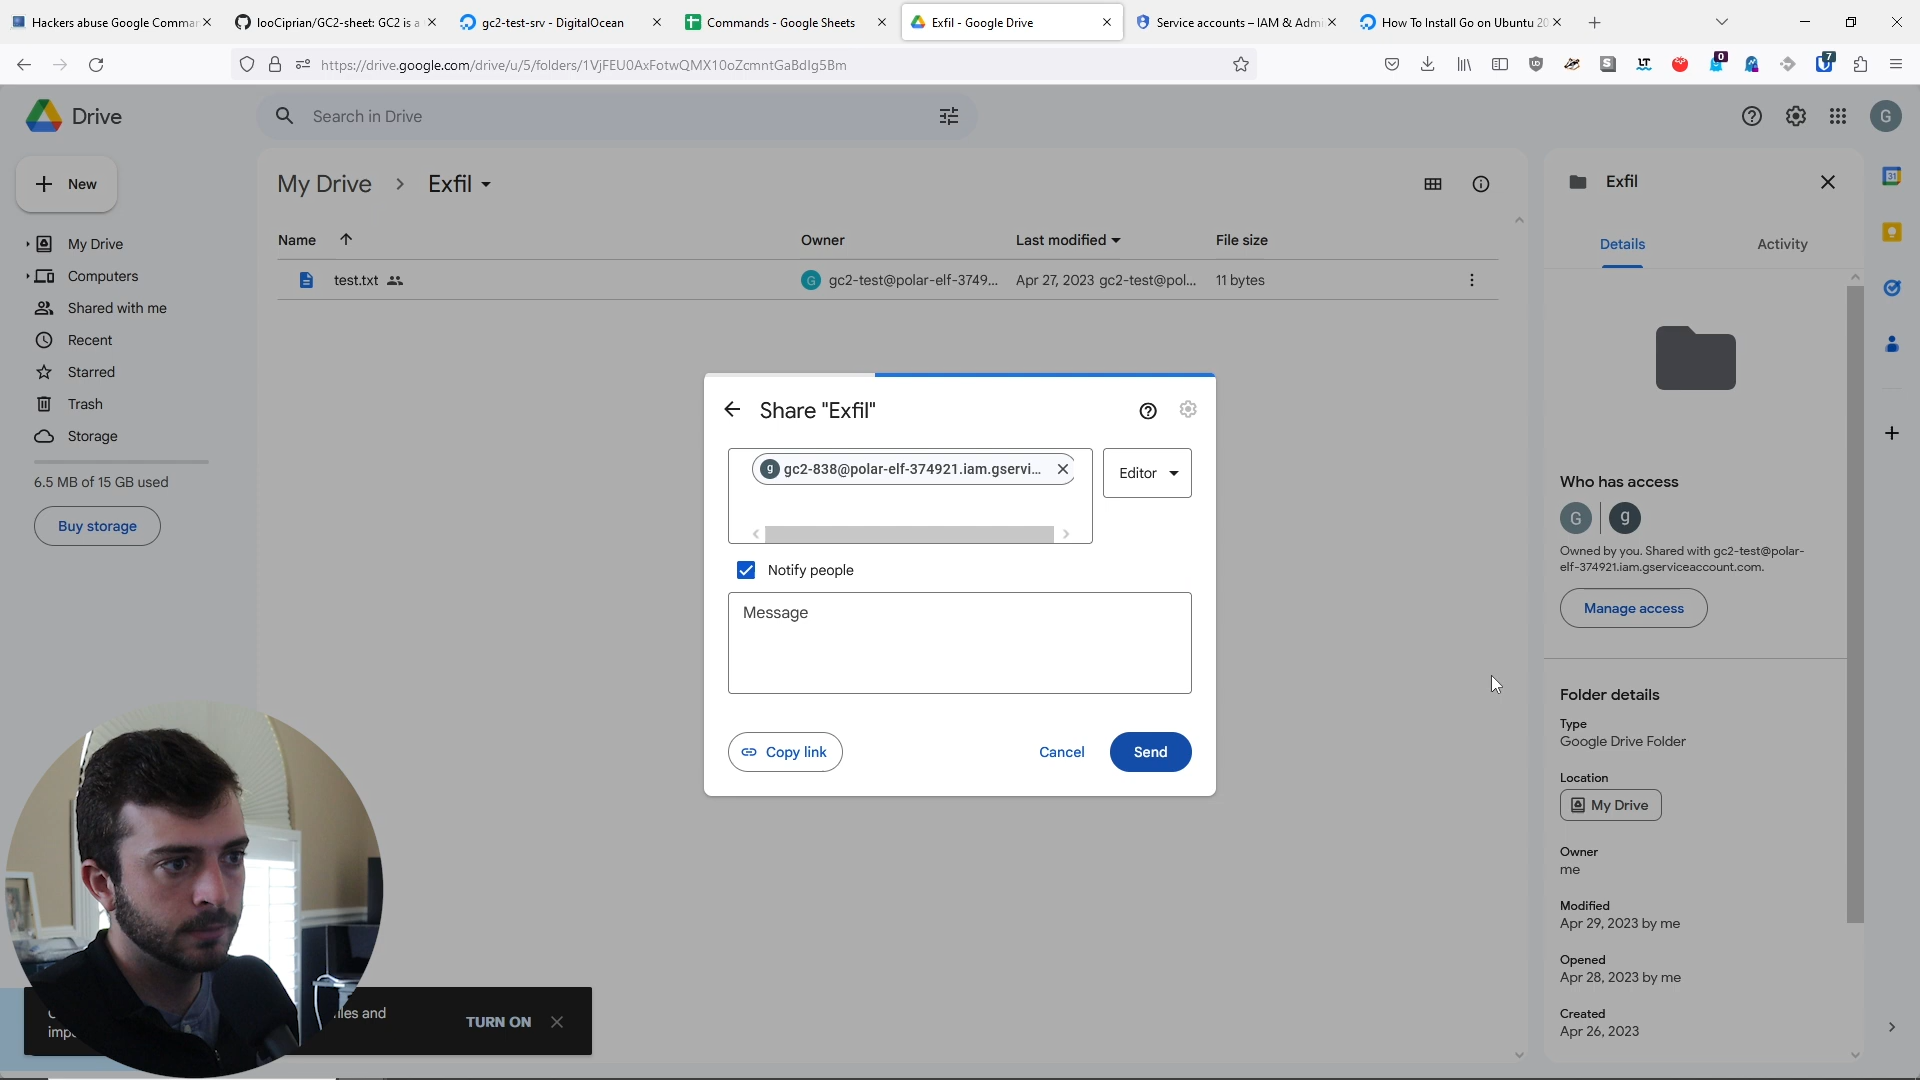 Hackers abuse Google Comman
looCiprian/GC2-sheet: GC2 is a
gc2-test-srv - DigitalOcean
Commands - Google Sheets
Exfil - Google Drive
Service accounts – IAM & Admi
How To Install Go on Ubuntu 20
https://drive.google.com/drive/u/5/folders/1VjFEU0AxFotwQMX10oZcmntGaBdIg5Bm
0
7
Drive
Search in Drive
G
New
My Drive
Computers
Shared with me
Recent
Starred
Trash
Storage
6.5 MB of 15 GB used
Buy storage
My Drive > Exfil
Name
Owner
Last modified
File size
test.txt
G gc2-test@polar-elf-3749...
Apr 27, 2023 gc2-test@pol...
11 bytes
Share "Exfil"
g gc2-838@polar-elf-374921.iam.gservi...
Editor
Notify people
Message
Copy link
Cancel
Send
Exfil
Details
Activity
Who has access
G
g
Owned by you. Shared with gc2-test@polar-
elf-374921.iam.gserviceaccount.com.
Manage access
Folder details
Type
Google Drive Folder
Location
My Drive
Owner
me
Modified
Apr 29, 2023 by me
Opened
Apr 28, 2023 by me
Created
Apr 26, 2023
31
and
TURN ON